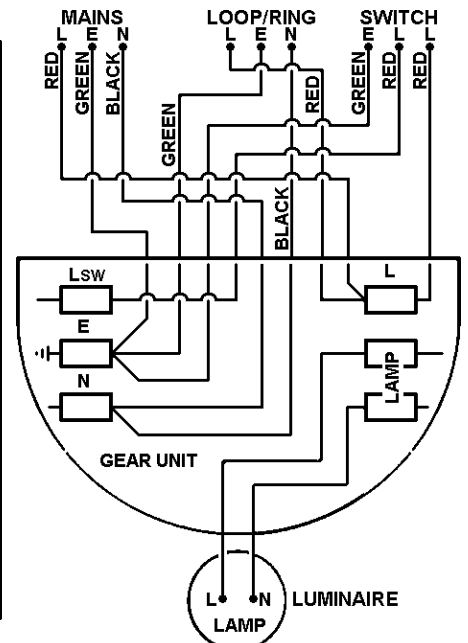 MAINS LOOP/RING SWITCH
L E N L E N E L L
RED GREEN BLACK GREEN RED BLACK GREEN RED RED
LSW L
E
N LAMP
GEAR UNIT
L N LUMINAIRE
LAMP